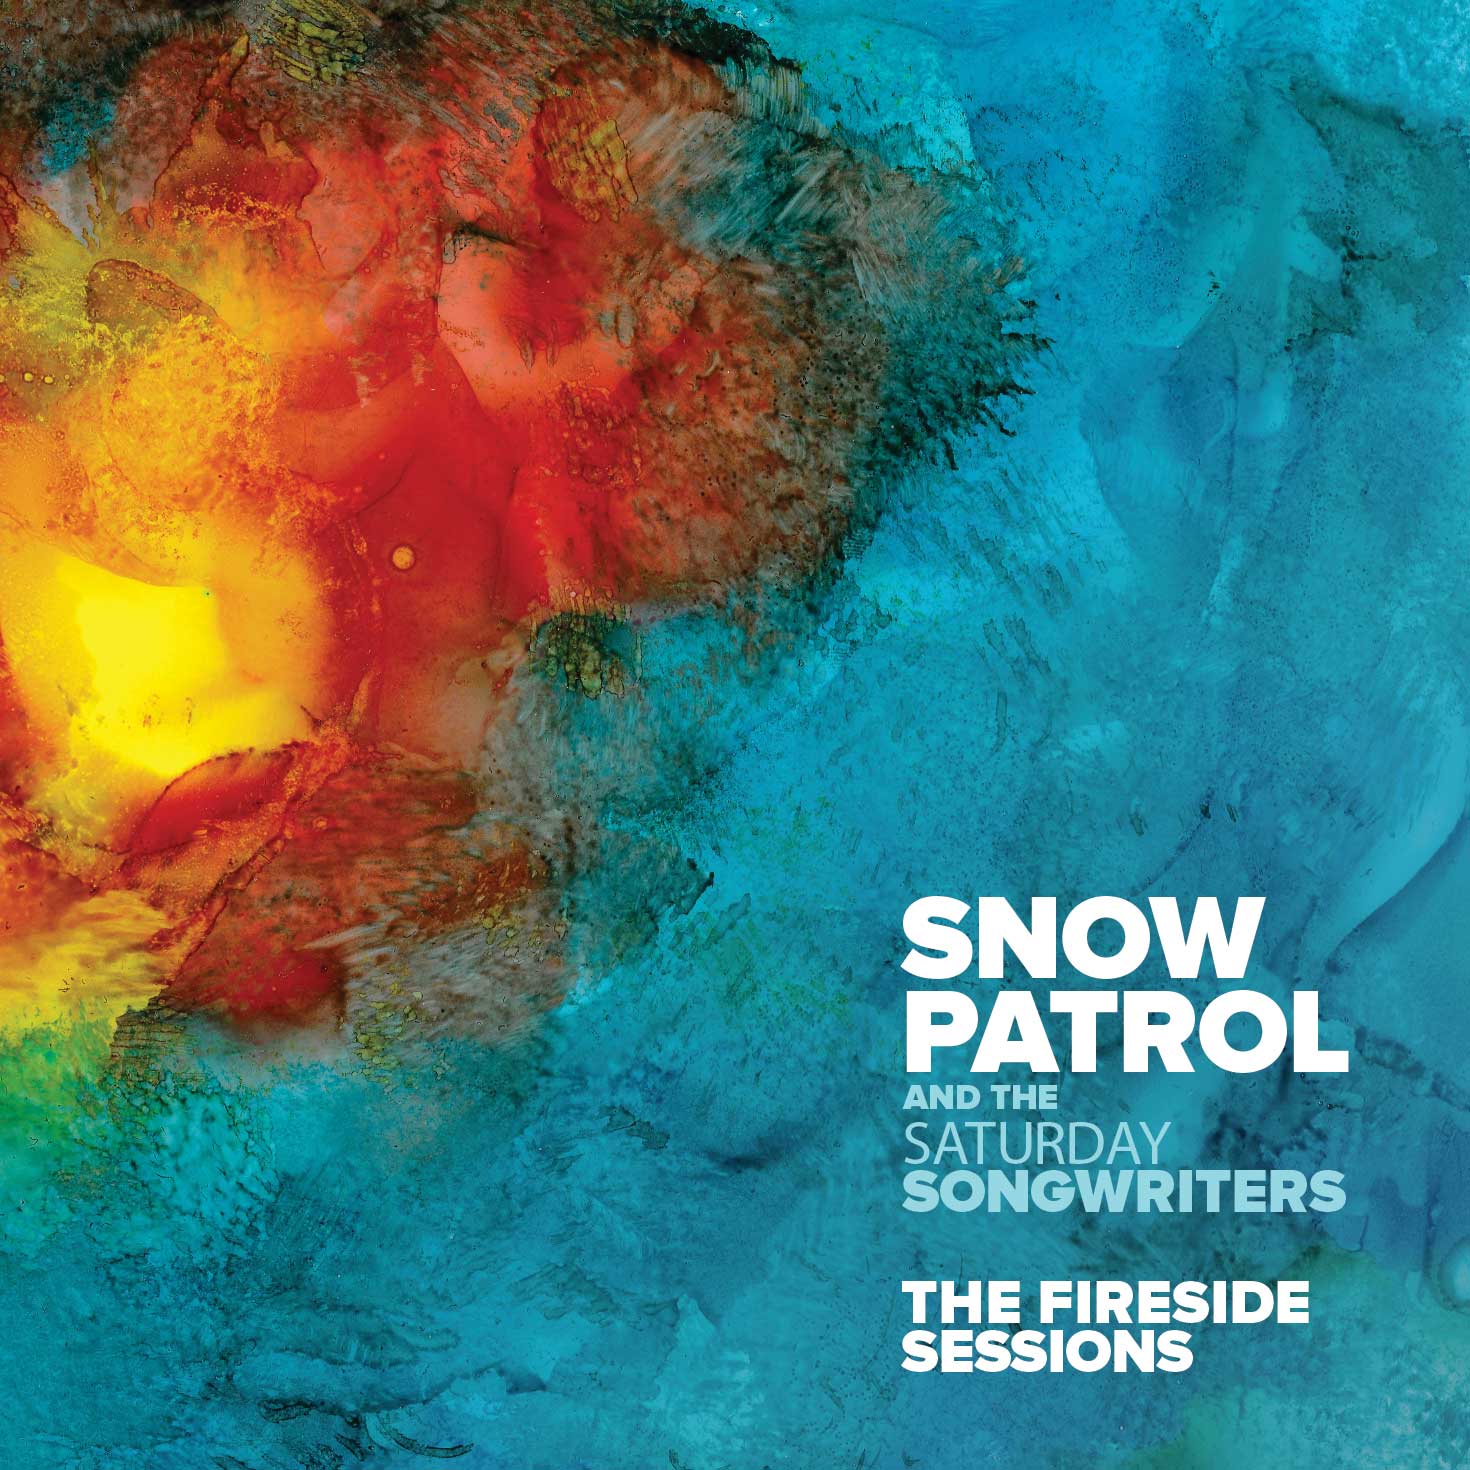 SNOW
PATROL
AND THE
SATURDAY
SONGWRITERS
THE FIRESIDE
SESSIONS